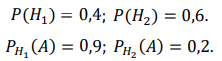 P(H₁) = 0,4; P(H₂) = 0,6.
P_{H₁}(A) = 0,9; P_{H₂}(A) = 0,2.